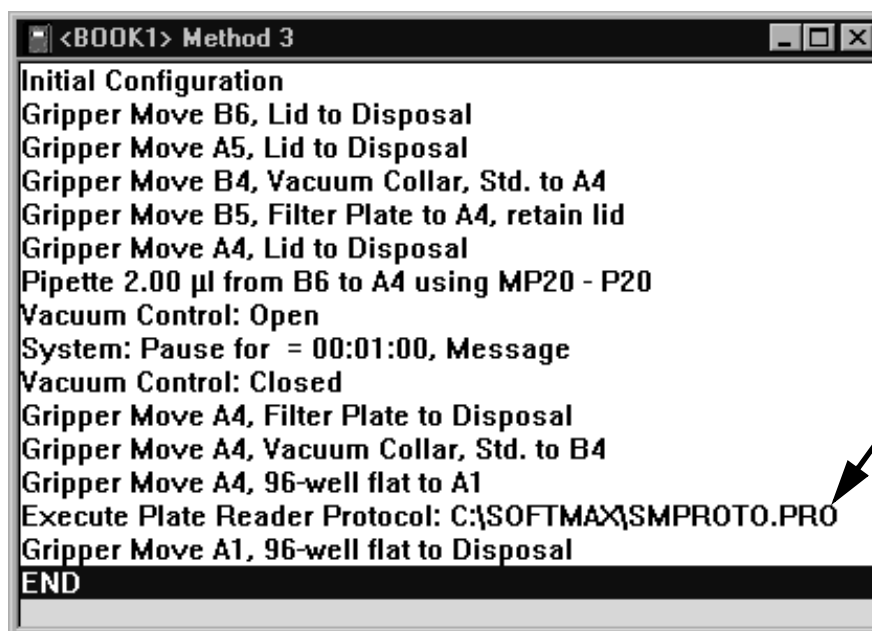 <BOOK1> Method 3
Initial Configuration
Gripper Move B6, Lid to Disposal
Gripper Move A5, Lid to Disposal
Gripper Move B4, Vacuum Collar, Std. to A4
Gripper Move B5, Filter Plate to A4, retain lid
Gripper Move A4, Lid to Disposal
Pipette 2.00 µl from B6 to A4 using MP20 - P20
Vacuum Control: Open
System: Pause for  = 00:01:00, Message
Vacuum Control: Closed
Gripper Move A4, Filter Plate to Disposal
Gripper Move A4, Vacuum Collar, Std. to B4
Gripper Move A4, 96-well flat to A1
Execute Plate Reader Protocol: C:\SOFTMAX\SMPROTO.PRO
Gripper Move A1, 96-well flat to Disposal
END